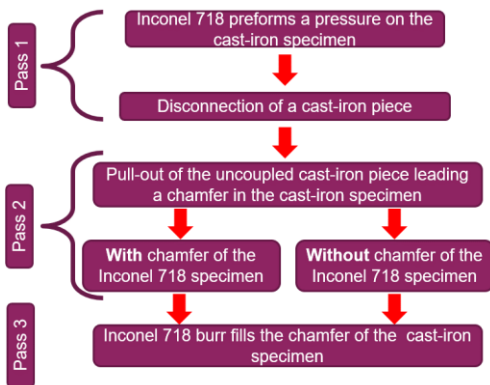 Pass 1
Inconel 718 preforms a pressure on the
cast-iron specimen
Disconnection of a cast-iron piece
Pass 2
Pull-out of the uncoupled cast-iron piece leading
a chamfer in the cast-iron specimen
With chamfer of the
Inconel 718 specimen
Without chamfer of the
Inconel 718 specimen
Pass 3
Inconel 718 burr fills the chamfer of the cast-iron
specimen